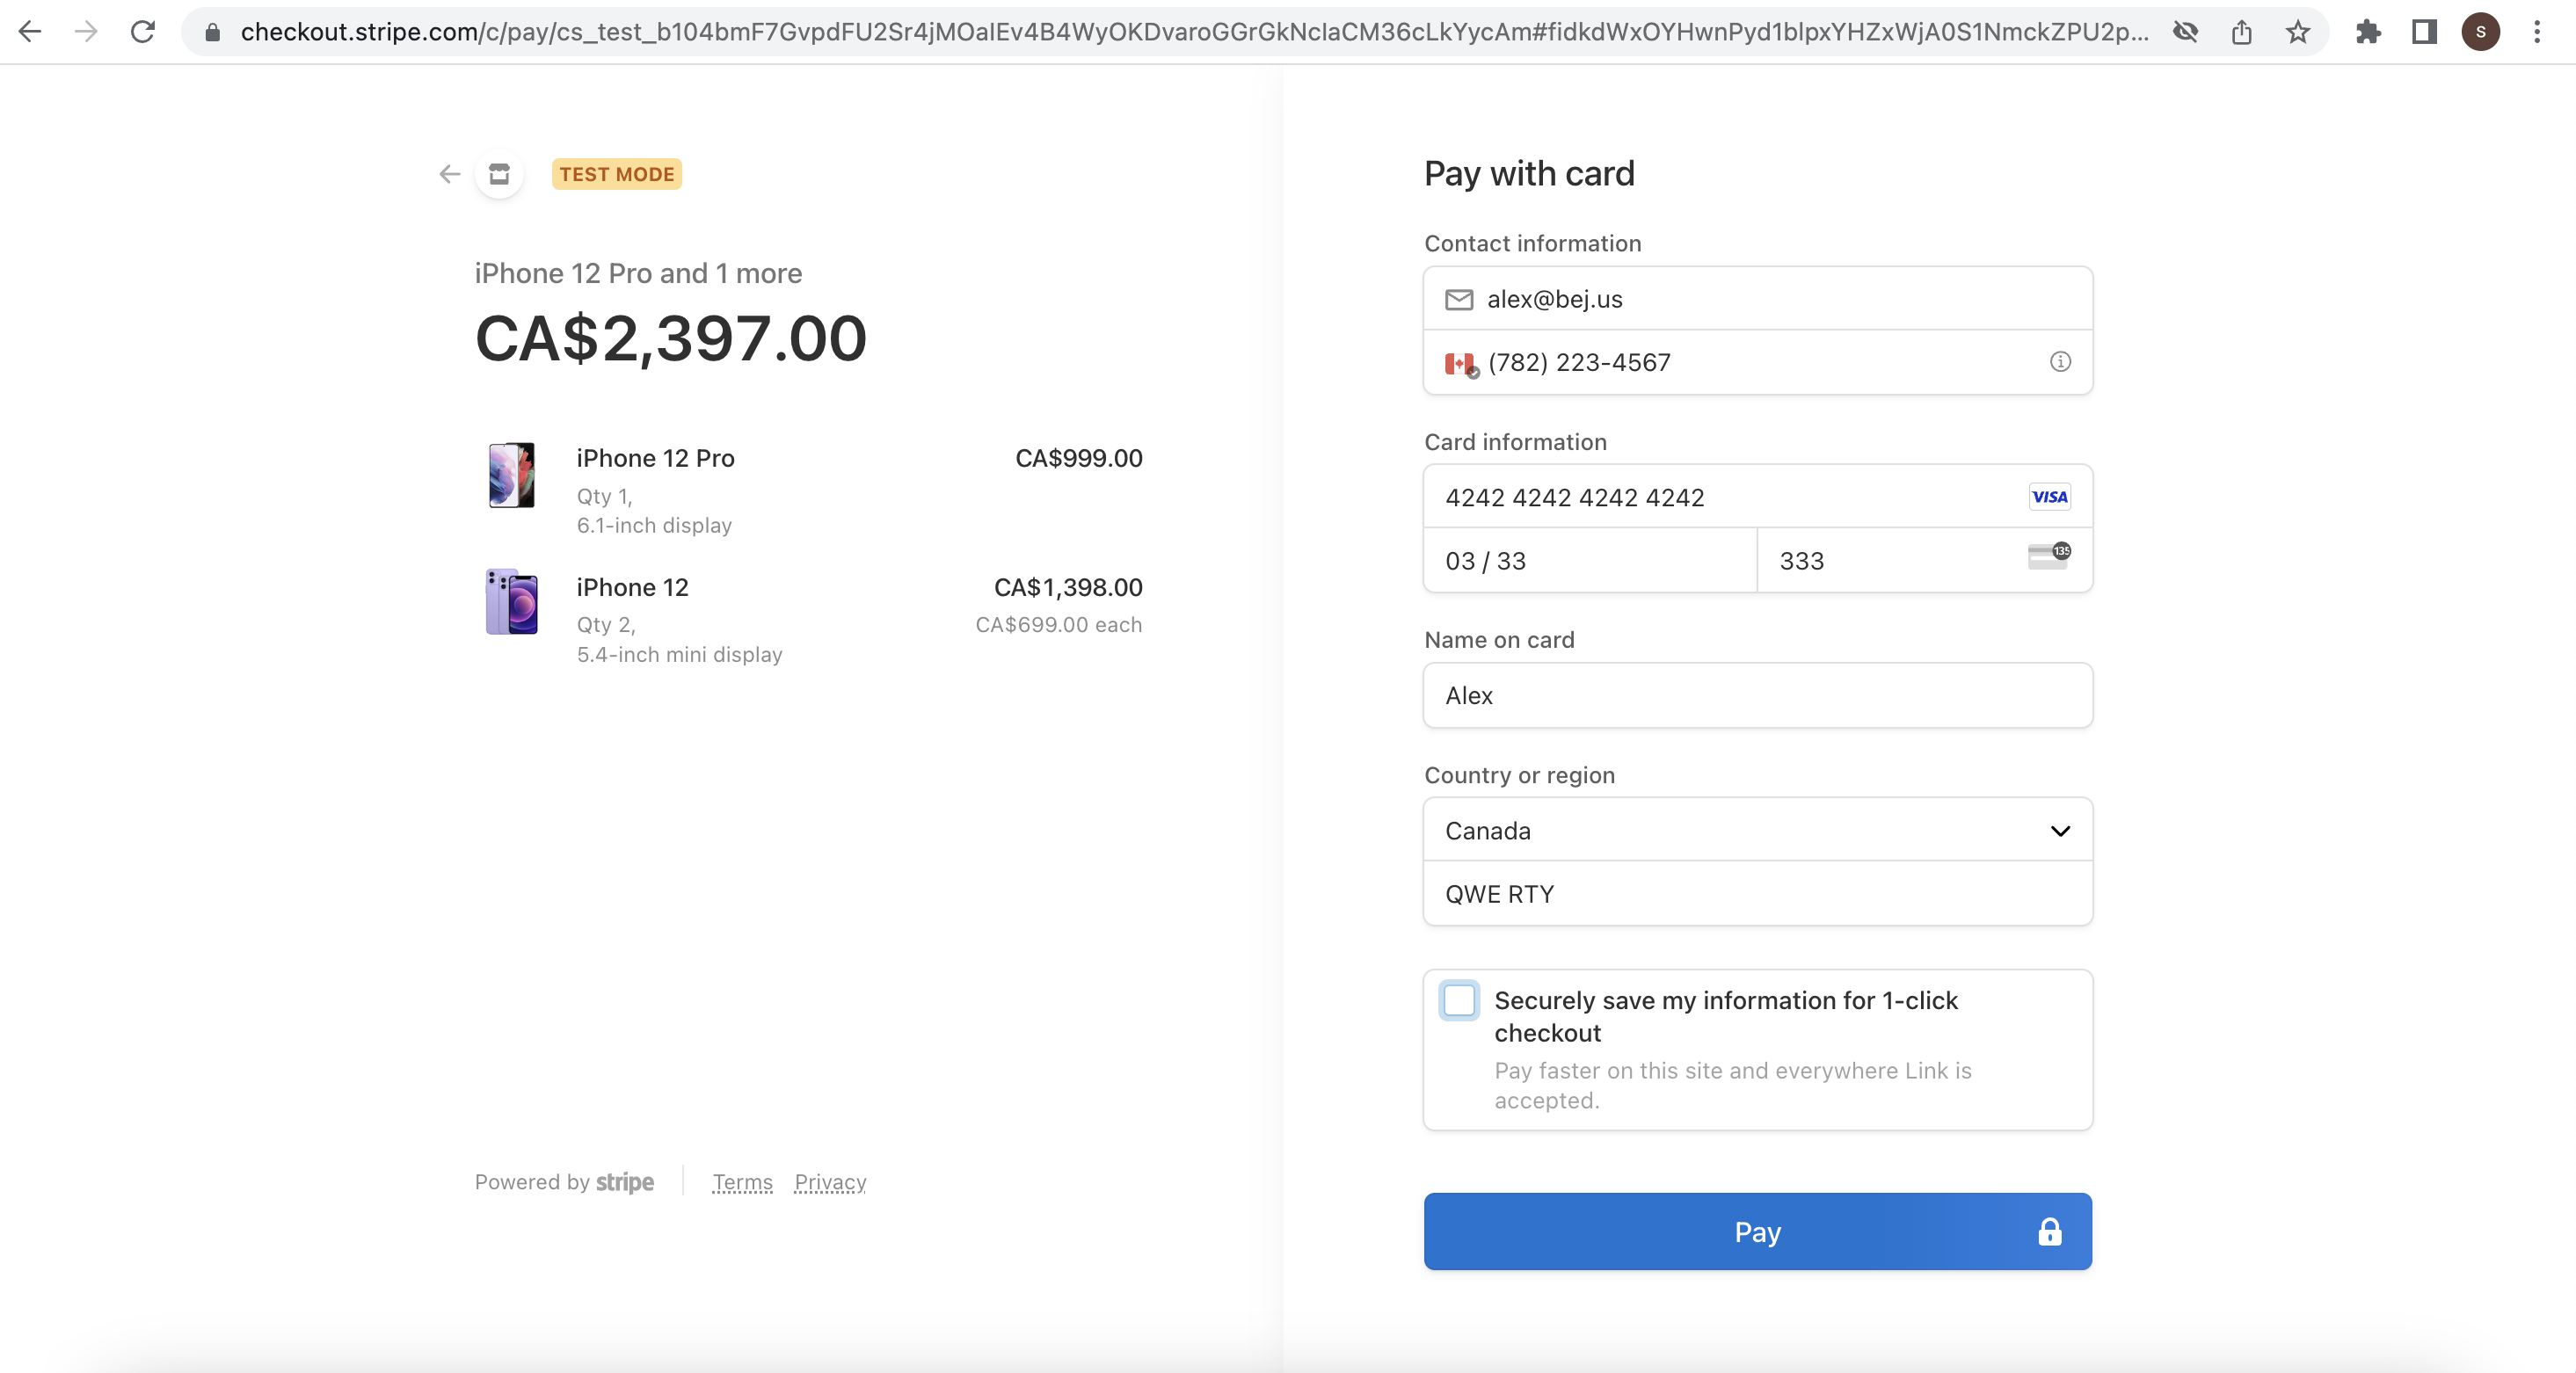 checkout.stripe.com/c/pay/cs_test_b104bmF7GvpdFU2Sr4jMOaIEv4B4WyOKDvaroGGrGkNcIaCM36cLkYycAm#fidkdWxOYHwnPyd1blpxYHZxWjA0S1NmckZPU2p...
S
TEST MODE
iPhone 12 Pro and 1 more
CA$2,397.00
iPhone 12 Pro CA$999.00
Qty 1,
6.1-inch display
iPhone 12 CA$1,398.00
Qty 2, CA$699.00 each
5.4-inch mini display
Powered by stripe Terms Privacy
Pay with card
Contact information
alex@bej.us
(782) 223-4567
Card information
4242 4242 4242 4242 VISA
03 / 33 333 135
Name on card
Alex
Country or region
Canada
QWE RTY
Securely save my information for 1-click
checkout
Pay faster on this site and everywhere Link is
accepted.
Pay